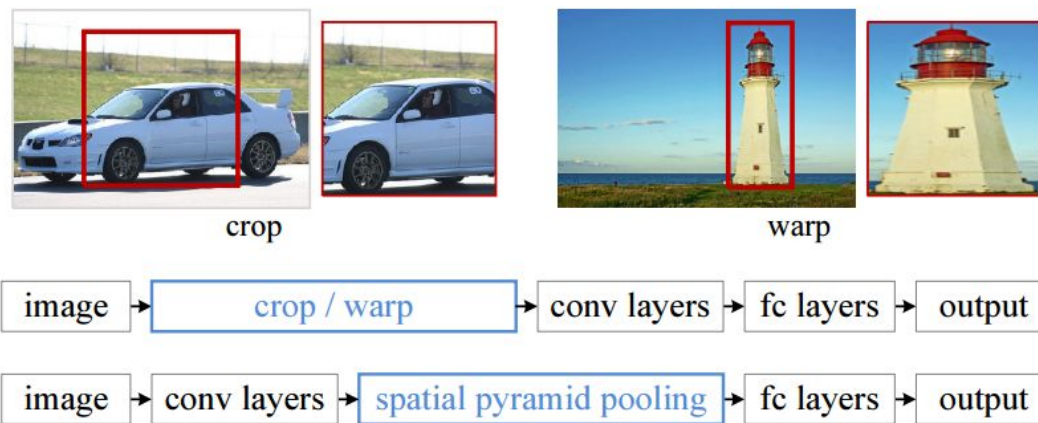 crop
warp
image crop / warp conv layers fc layers output
image conv layers spatial pyramid pooling fc layers output